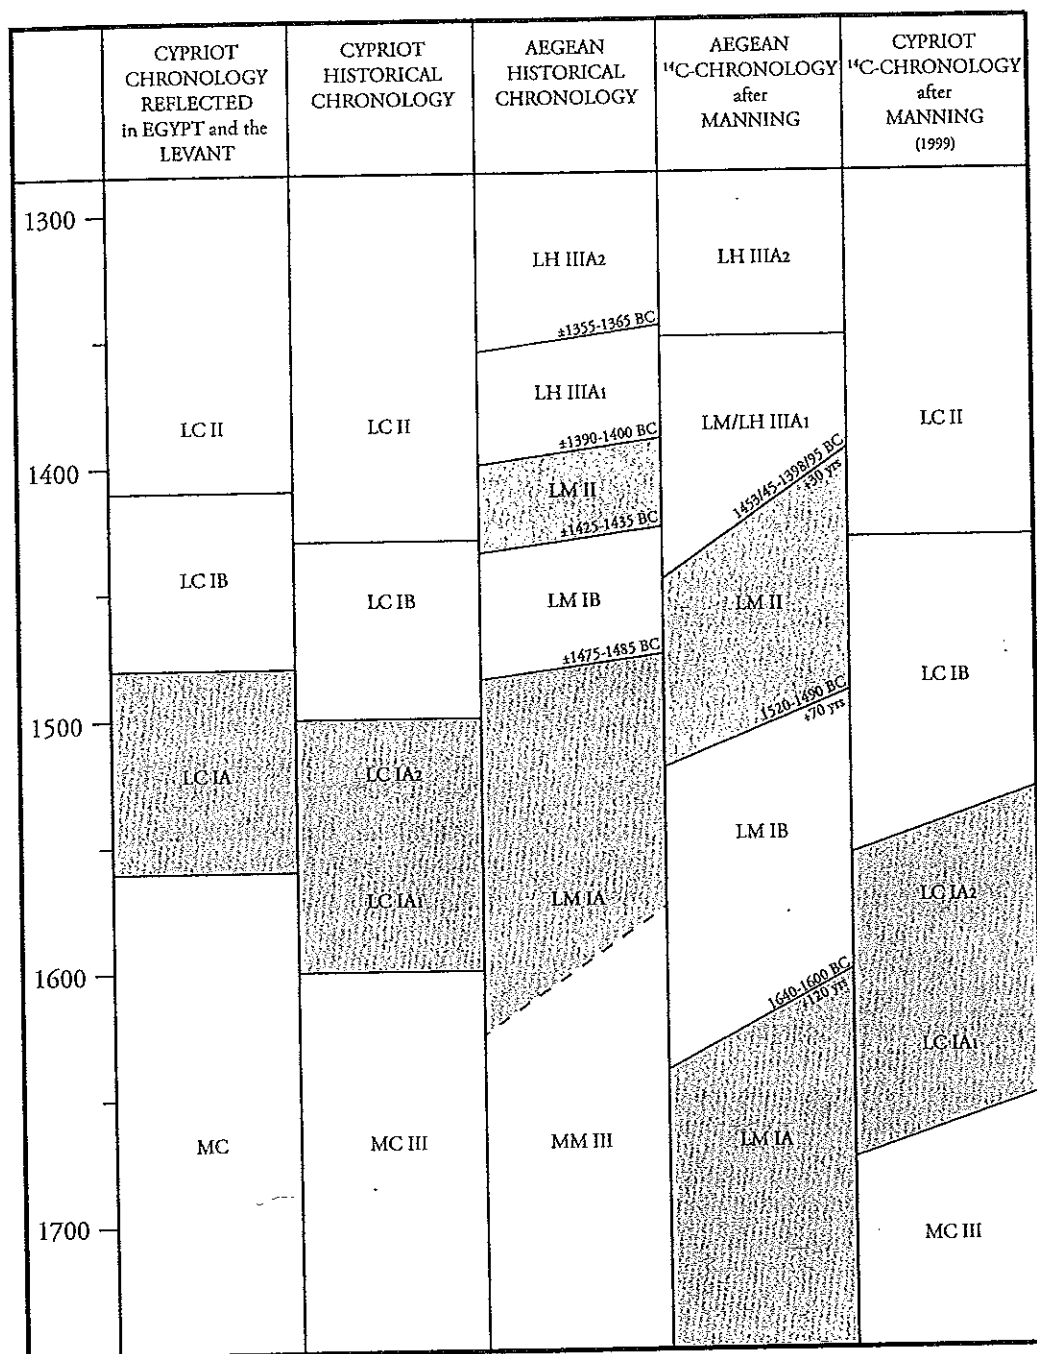 CYPRIOT
CHRONOLOGY
REFLECTED
in EGYPT and the
LEVANT
CYPRIOT
HISTORICAL
CHRONOLOGY
AEGEAN
HISTORICAL
CHRONOLOGY
AEGEAN
¹⁴C-CHRONOLOGY
after
MANNING
CYPRIOT
¹⁴C-CHRONOLOGY
after
MANNING
(1999)
1300
1400
1500
1600
1700
LC II
LC IB
LC IA
MC
LC II
LC IB
LC IA2
LC IA1
MC III
LH IIIA2
±1355-1365 BC
LH IIIA1
±1390-1400 BC
LM II
±1425-1435 BC
LM IB
±1475-1485 BC
LM IA
MM III
LH IIIA2
LM/LH IIIA1
1453/45-1398/95 BC
+30 yrs
LM II
1520-1490 BC
+70 yrs
LM IB
1640-1600 BC
+120 yrs
LM IA
LC II
LC IB
LC IA2
LC IA1
MC III